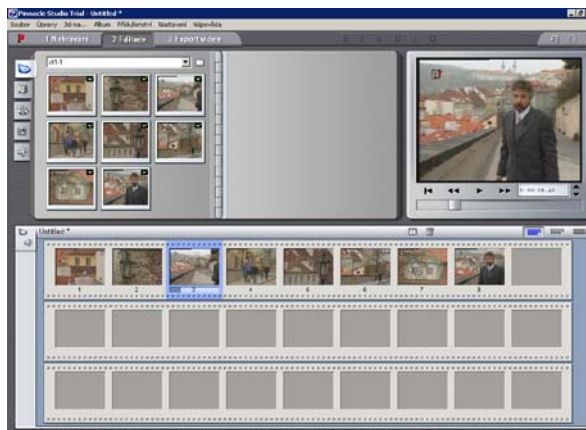 Pinnacle Studio Trial - Untitled *
Soubor Úpravy Jdi na... Album Příslušenství Nastavení Nápověda
1 Nahrávání 2 Editace 3 Export videa
S T U D I O
Untitled *
1 2 3 4 5 6 7 8